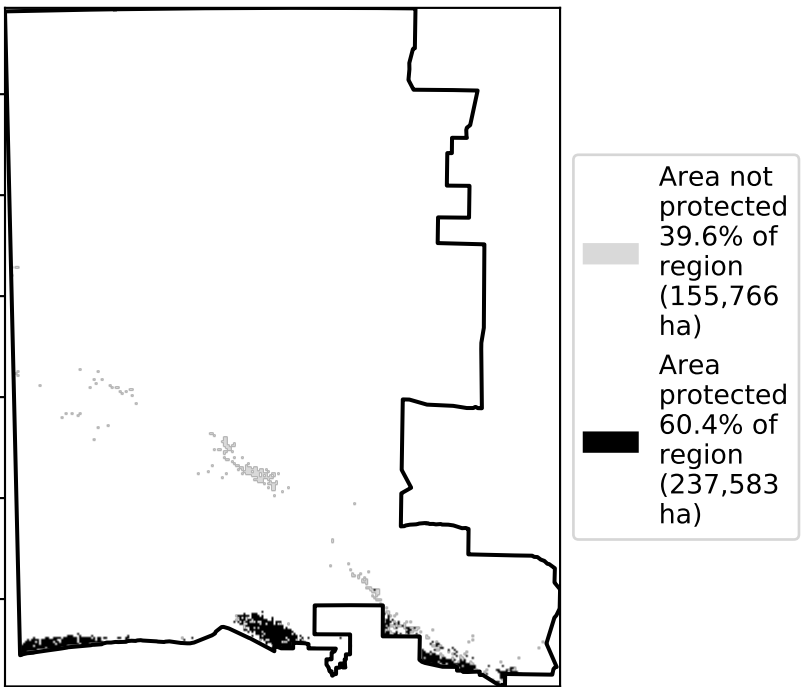 Area not
protected
39.6% of
region
(155,766
ha)
Area
protected
60.4% of
region
(237,583
ha)